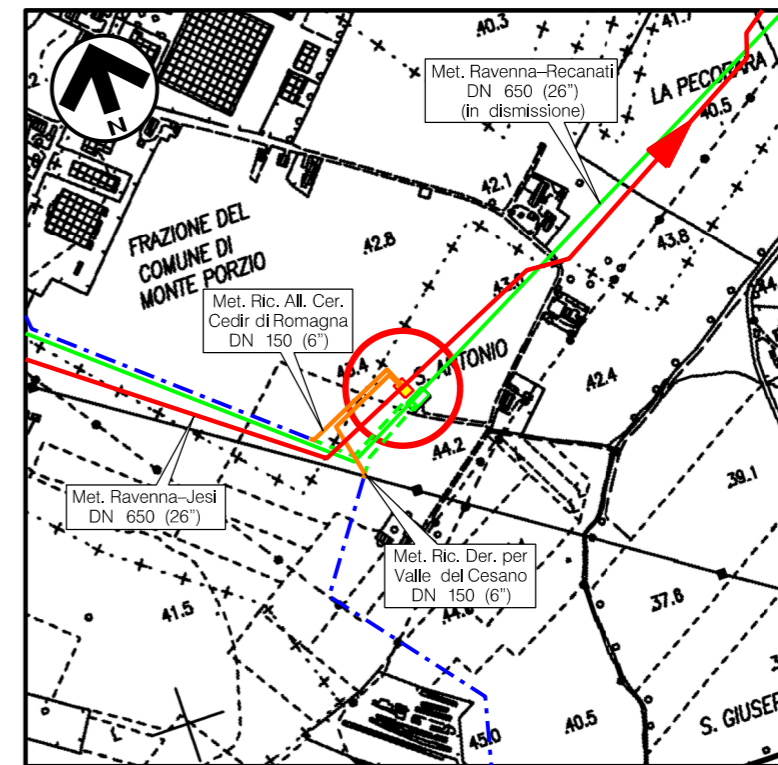 40.3
41.7
Met. Ravenna–Recanati
DN 650 (26")
(in dismissione)
LA PECORARA
40.5
N
42.1
FRAZIONE DEL
COMUNE DI
MONTE PORZIO
42.8
43.8
Met. Ric. All. Cer.
Cedir di Romagna
DN 150 (6")
S. ANTONIO
42.4
44.2
39.1
Met. Ravenna–Jesi
DN 650 (26")
Met. Ric. Der. per
Valle del Cesano
DN 150 (6")
41.5
37.8
45.0
40.5
S. GIUSEP